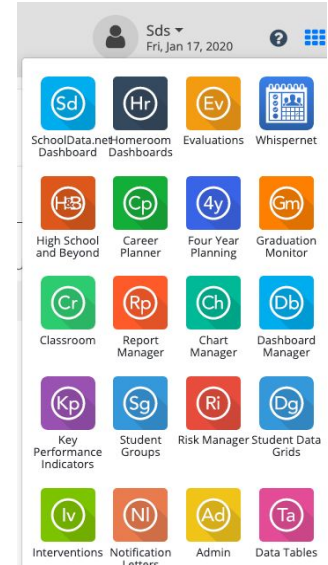 Sds
Fri, Jan 17, 2020
?
Sd Hr Ev
SchoolData.net Homeroom Evaluations Whispernet
Dashboard Dashboards
HB Cp 4y Gm
High School Career Four Year Graduation
and Beyond Planner Planning Monitor
Cr Rp Ch Db
Classroom Report Chart Dashboard
Manager Manager Manager
Kp Sg Ri Dg
Key Student Risk Manager Student Data
Performance Groups Grids
Indicators
Iv Nl Ad Ta
Interventions Notification Admin Data Tables
Letters